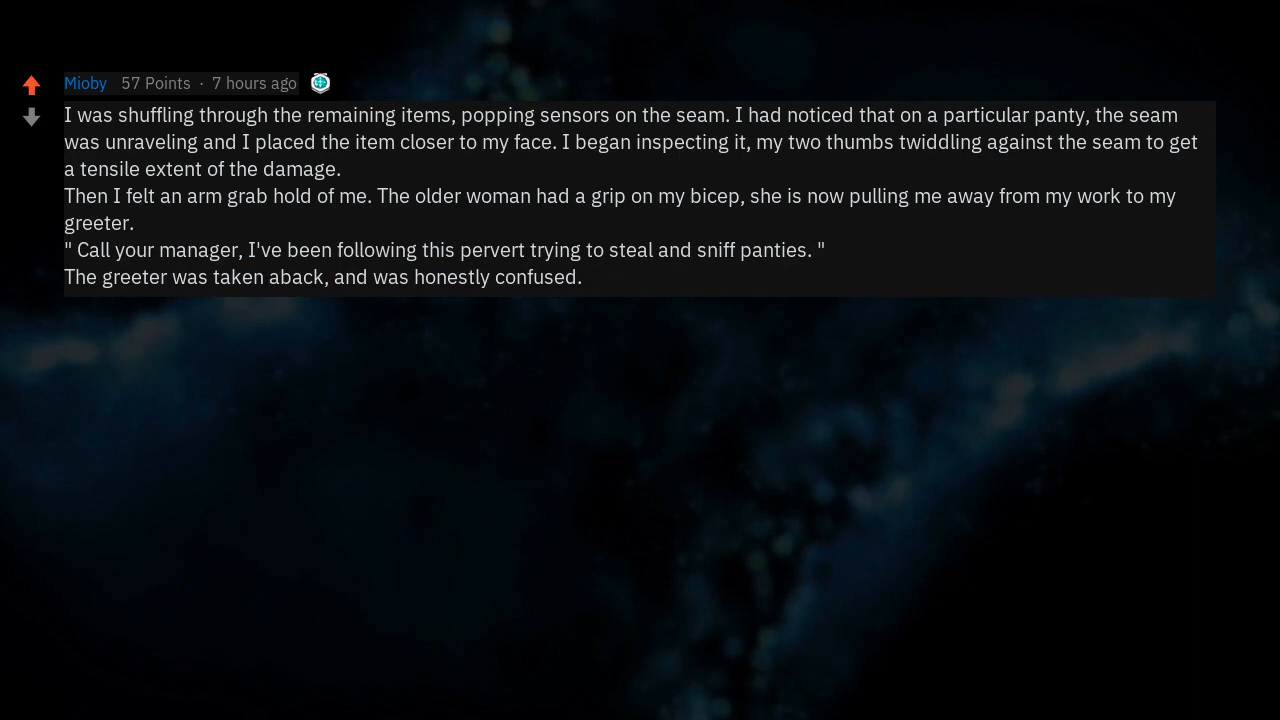 Mioby 57 Points · 7 hours ago
I was shuffling through the remaining items, popping sensors on the seam. I had noticed that on a particular panty, the seam
was unraveling and I placed the item closer to my face. I began inspecting it, my two thumbs twiddling against the seam to get
a tensile extent of the damage.
Then I felt an arm grab hold of me. The older woman had a grip on my bicep, she is now pulling me away from my work to my
greeter.
" Call your manager, I've been following this pervert trying to steal and sniff panties. "
The greeter was taken aback, and was honestly confused.